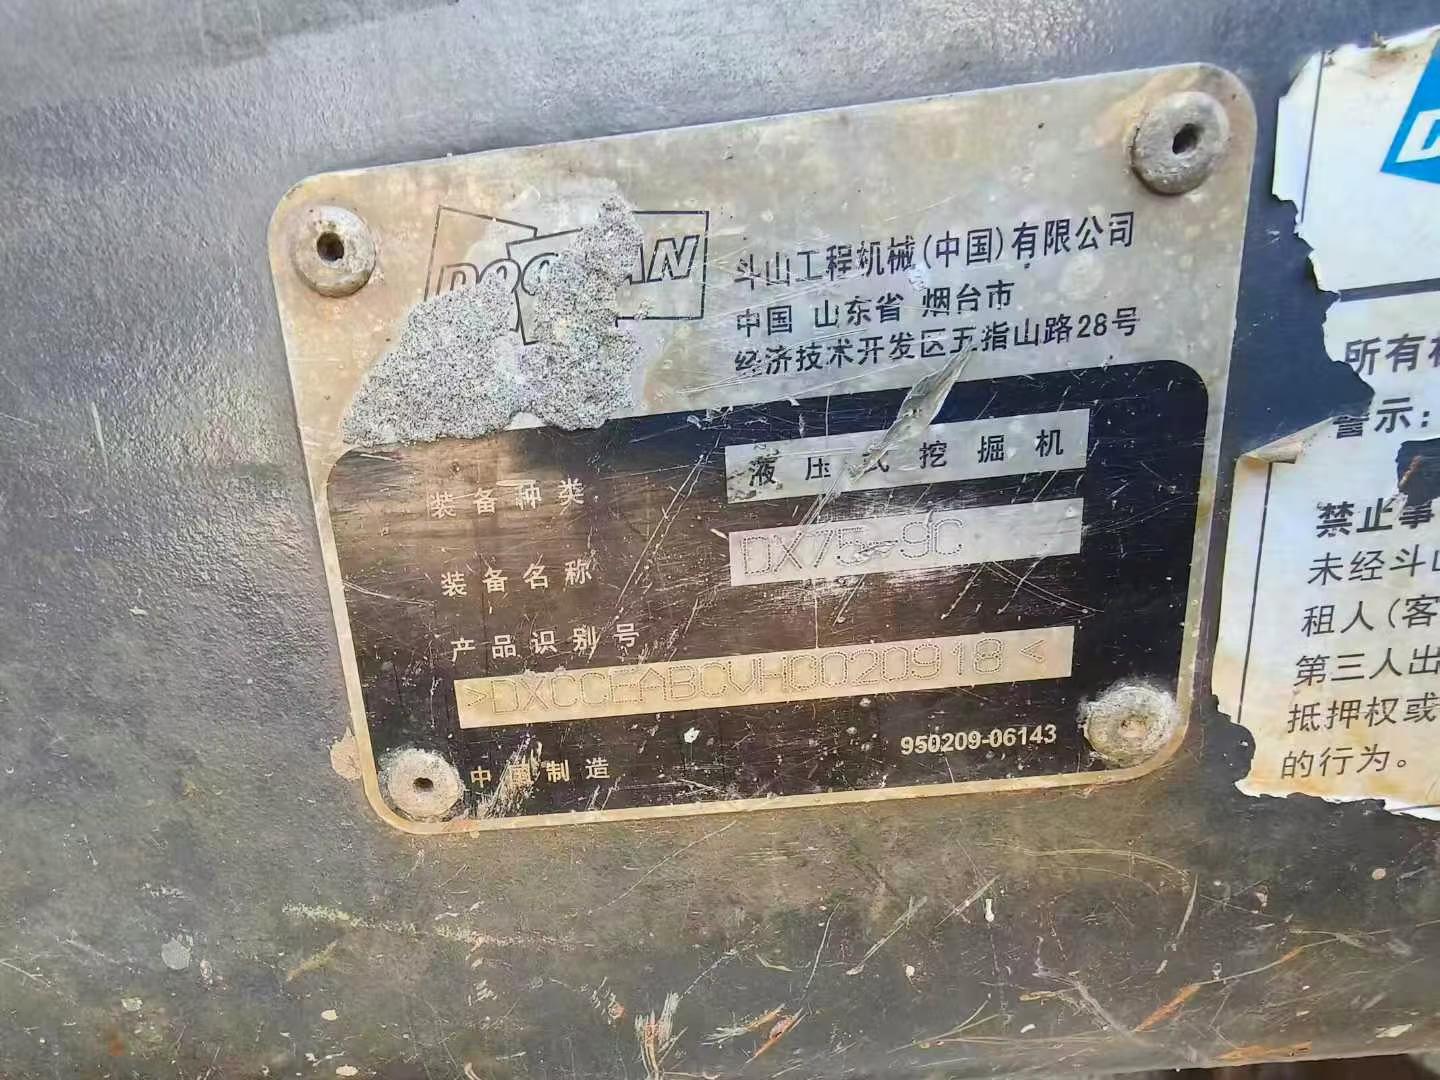 DOOSAN
斗山工程机械(中国)有限公司
中国 山东省 烟台市
经济技术开发区五指山路28号
装备种类 液压式挖掘机
装备名称 DX75-9C
产品识别号
>DXCCEABCVH0020918<
950209-06143
中国制造
所有
警示:
禁止事
未经斗山
租人(客
第三人出
抵押权或
的行为。